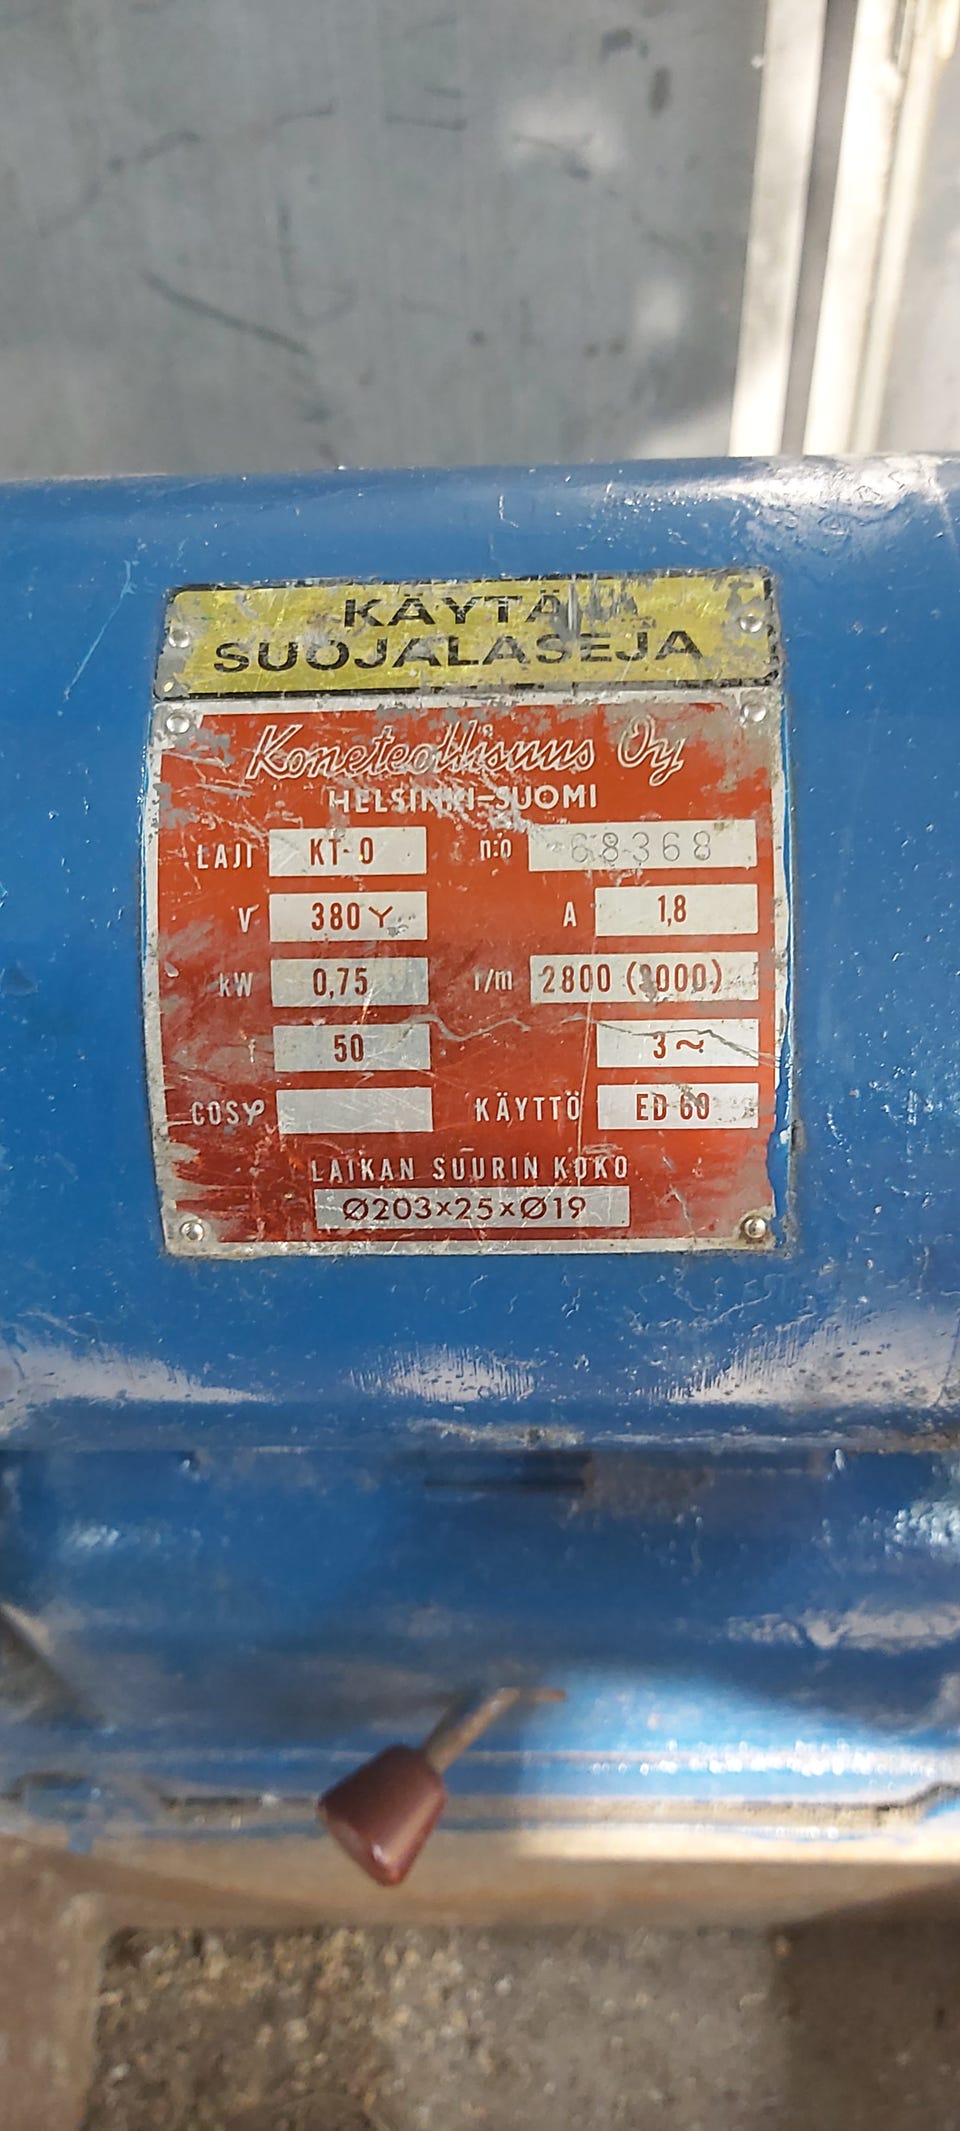 KÄYTÄ
SUOJALASEJA
Koneteollisuus Oy
HELSINKI-SUOMI
LAJI KT-0 n:o 68368
V 380 Y A 1,8
kW 0,75 r/m 2800 (3000)
f 50 3~
COSφ KÄYTTÖ ED 60
LAIKAN SUURIN KOKO
Ø203×25×Ø19